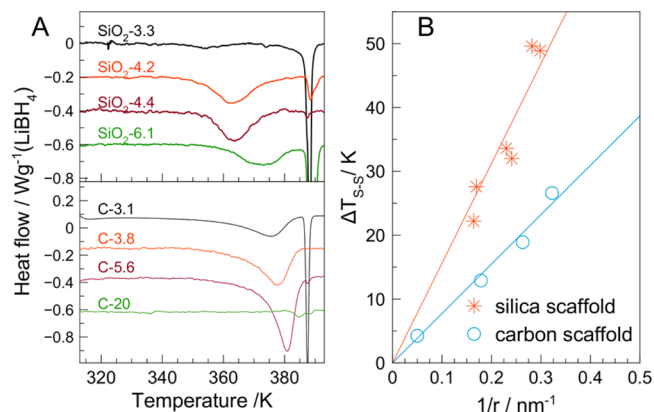 A
SiO₂-3.3
SiO₂-4.2
SiO₂-4.4
SiO₂-6.1
0
−0.2
−0.4
−0.6
−0.8
C-3.1
C-3.8
C-5.6
C-20
0
−0.2
−0.4
−0.6
−0.8
Heat flow / Wg⁻¹(LiBH₄)
320 340 360 380
Temperature /K
B
50
40
30
20
10
0
ΔT_S-S / K
silica scaffold
carbon scaffold
0 0.1 0.2 0.3 0.4 0.5
1/r / nm⁻¹